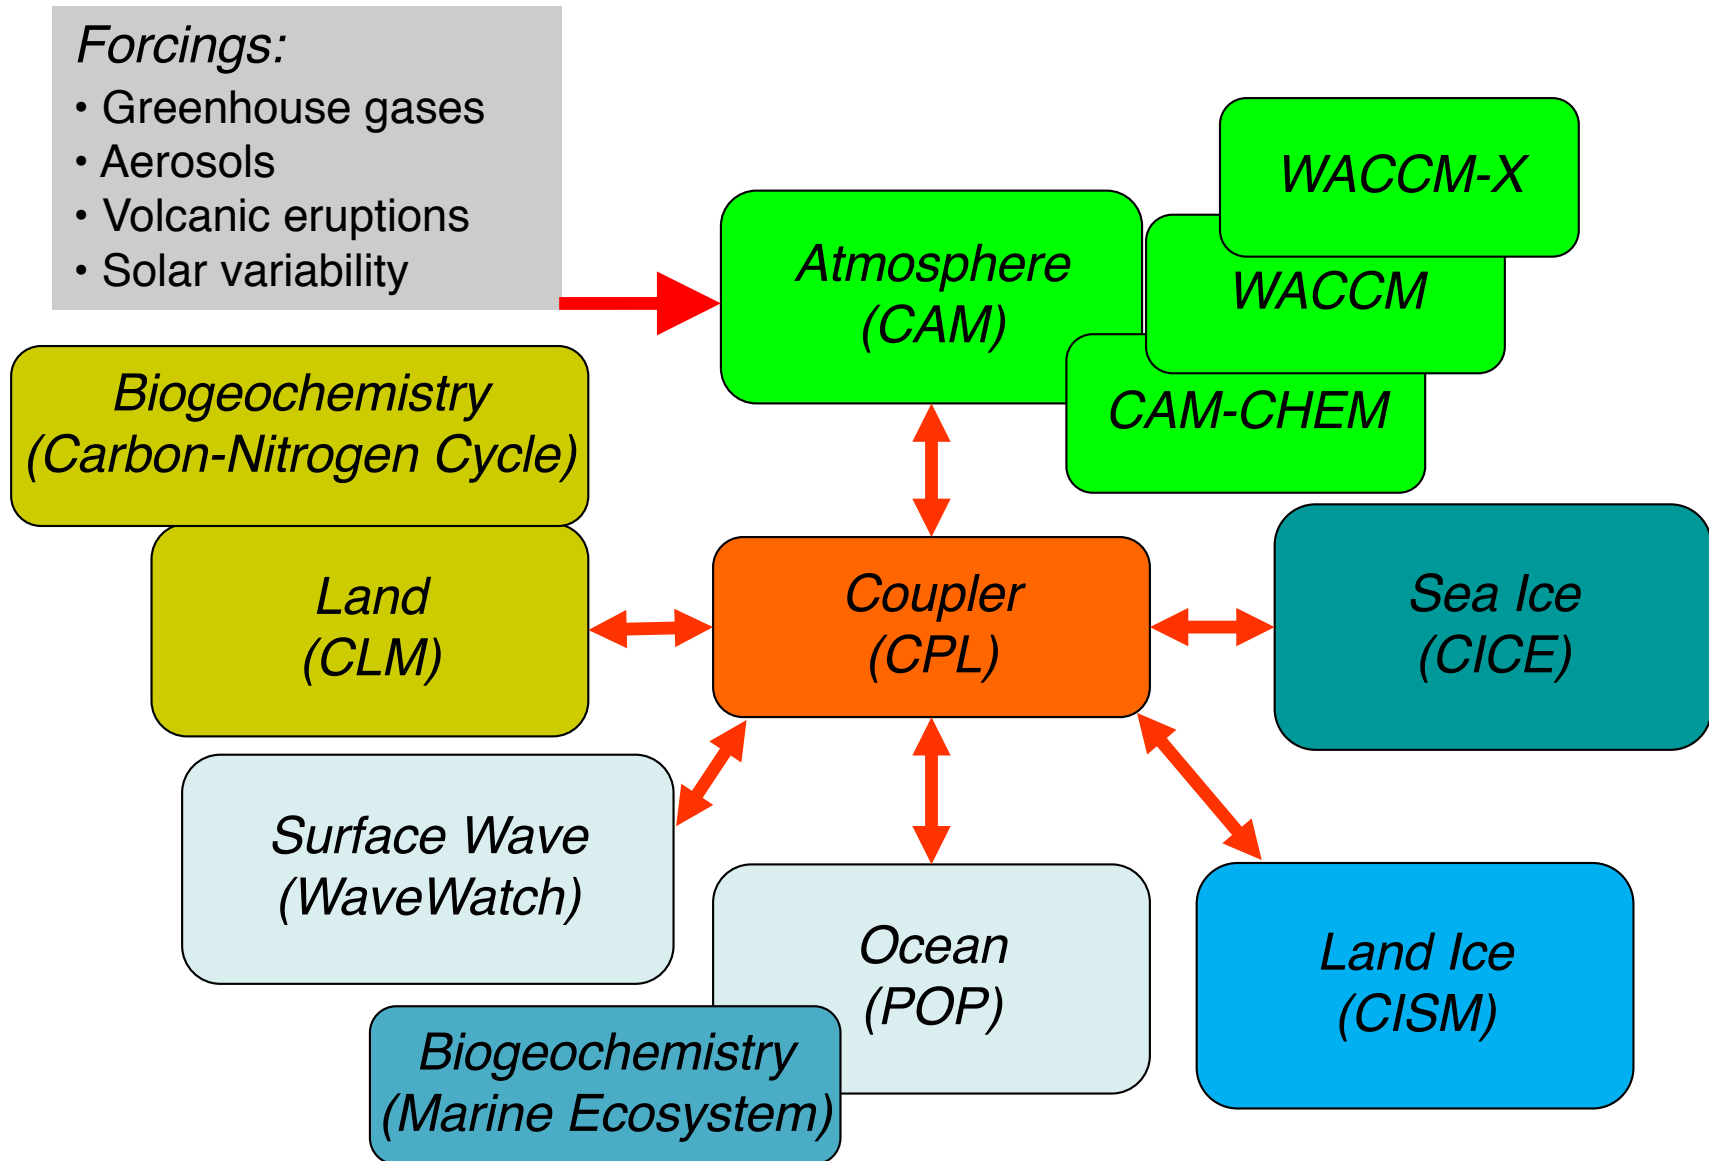 Forcings:
• Greenhouse gases
• Aerosols
• Volcanic eruptions
• Solar variability
WACCM-X
Atmosphere
(CAM)
WACCM
CAM-CHEM
Biogeochemistry
(Carbon-Nitrogen Cycle)
Land
(CLM)
Coupler
(CPL)
Sea Ice
(CICE)
Surface Wave
(WaveWatch)
Ocean
(POP)
Land Ice
(CISM)
Biogeochemistry
(Marine Ecosystem)